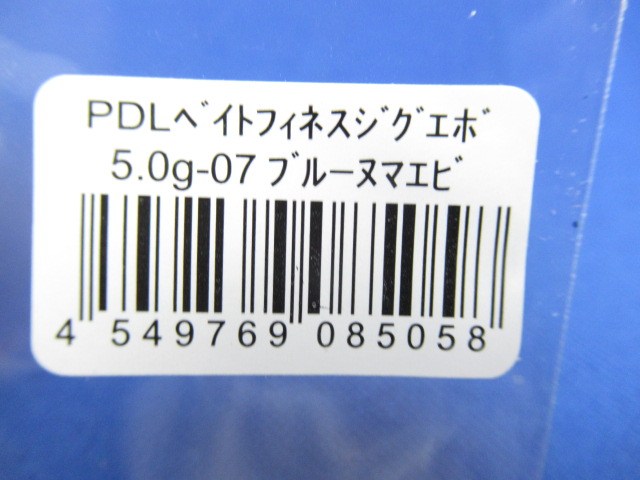 PDLﾍﾞｲﾄﾌｨﾈｽｼﾞｸﾞｴﾎﾞ
5.0g-07 ﾌﾞﾙｰﾇﾏｴﾋﾞ
4 549769 085058